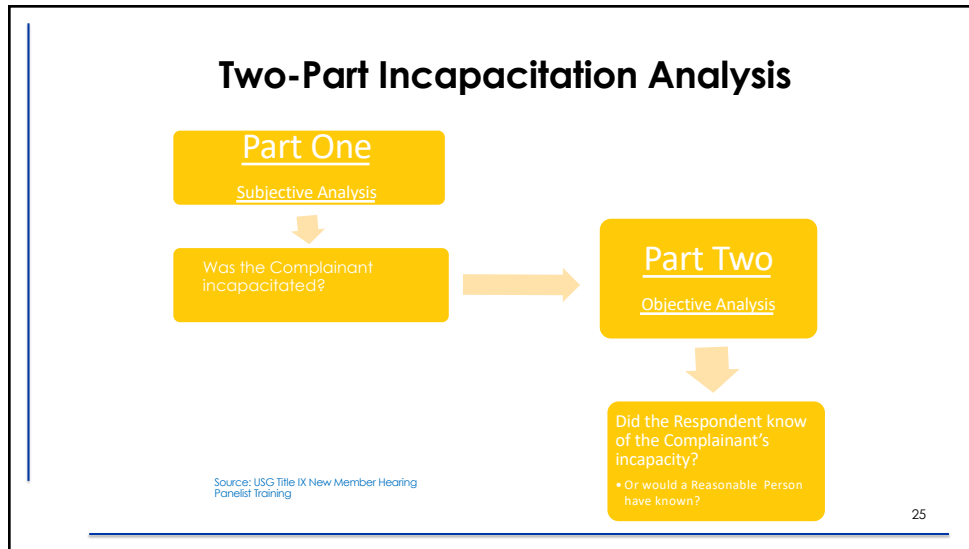 Two-Part Incapacitation Analysis
Part One
Subjective Analysis
Was the Complainant
incapacitated?
Part Two
Objective Analysis
Did the Respondent know
of the Complainant's
incapacity?
• Or would a Reasonable Person
have known?
Source: USG Title IX New Member Hearing
Panelist Training
25